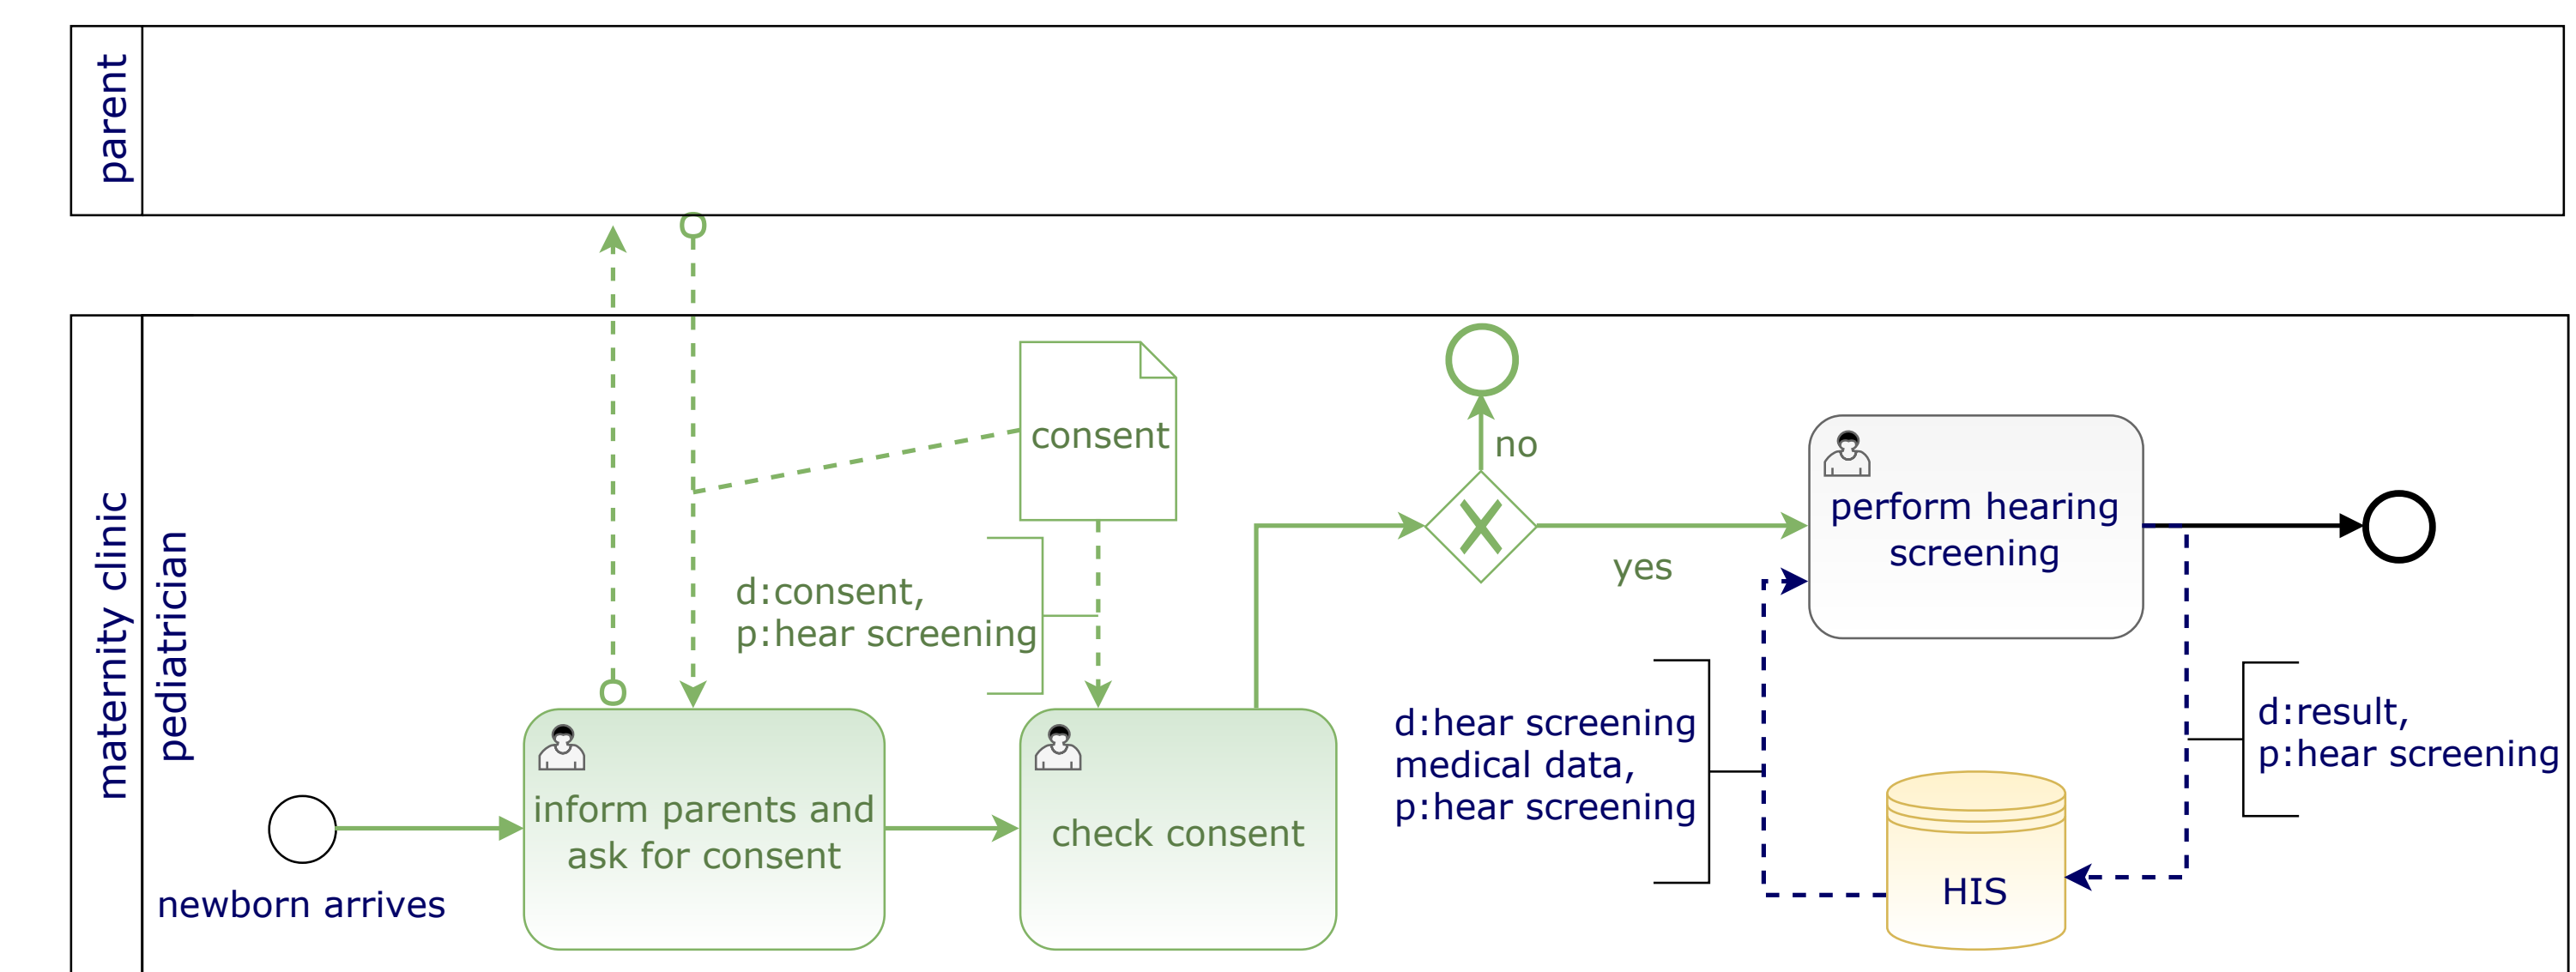 parent
maternity clinic
pediatrician
newborn arrives
inform parents and
ask for consent
consent
d:consent,
p:hear screening
check consent
no
yes
perform hearing
screening
d:hear screening
medical data,
p:hear screening
HIS
d:result,
p:hear screening